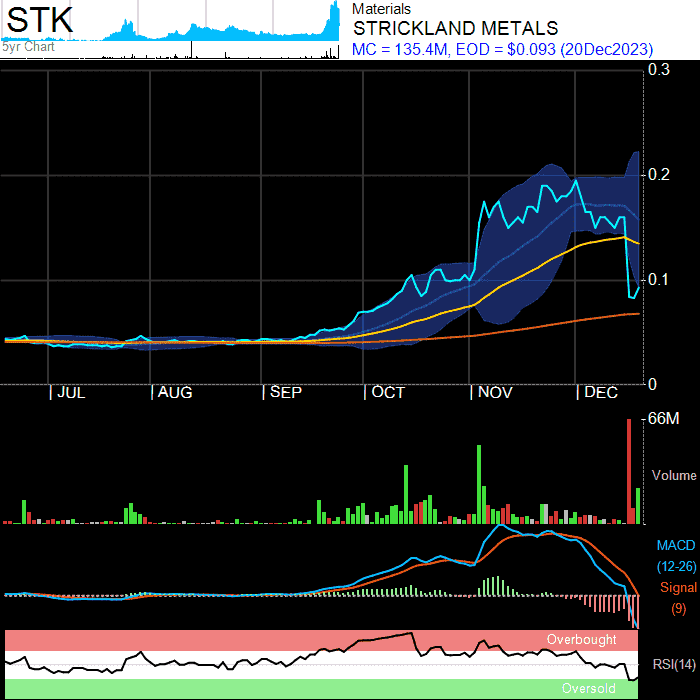 STK
5yr Chart
Materials
STRICKLAND METALS
MC = 135.4M, EOD = $0.093 (20Dec2023)
0.3
0.2
0.1
0
JUL AUG SEP OCT NOV DEC
66M
Volume
MACD
(12-26)
Signal
(9)
Overbought
RSI(14)
Oversold